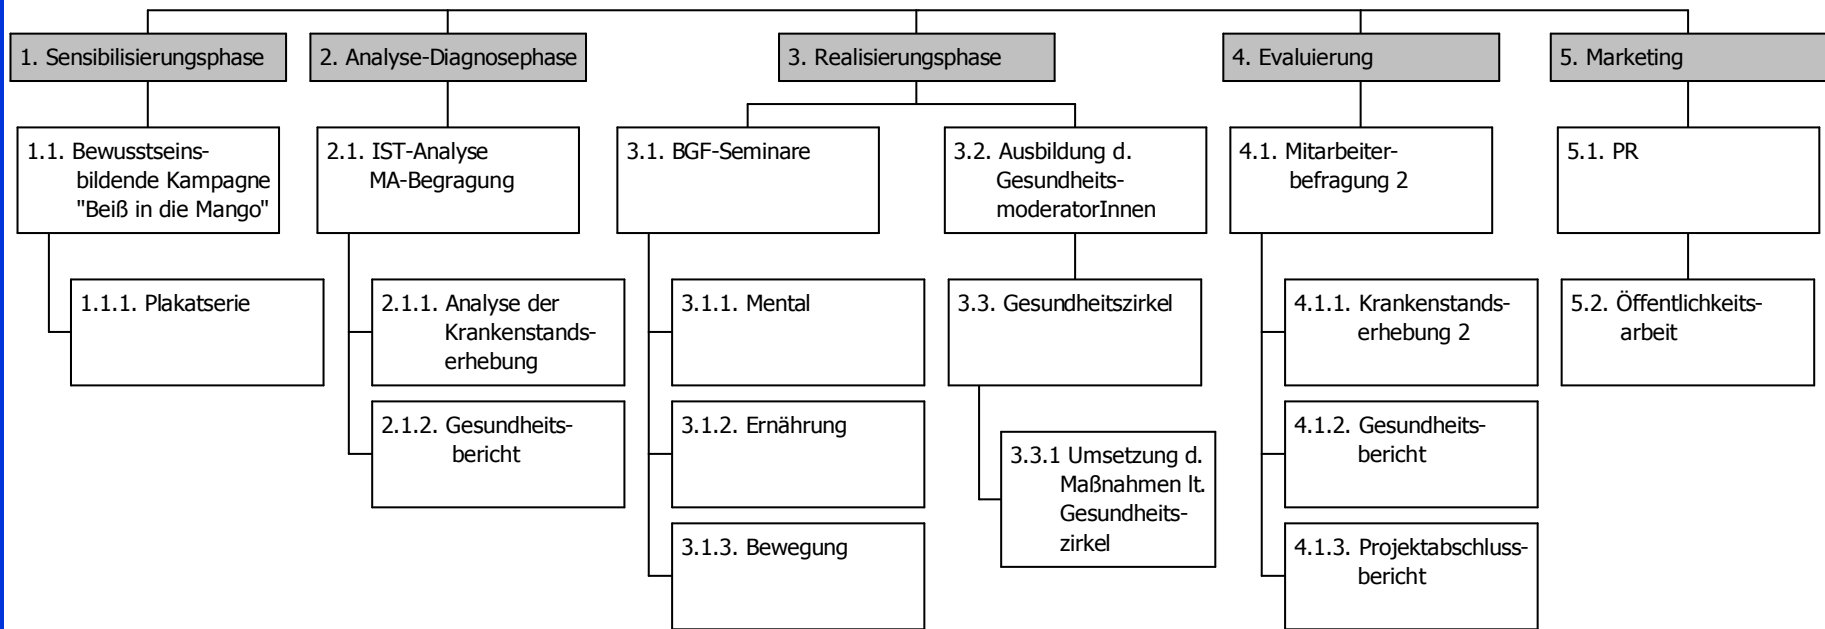 1. Sensibilisierungsphase
2. Analyse-Diagnosephase
3. Realisierungsphase
4. Evaluierung
5. Marketing
1.1. Bewusstseins-
bildende Kampagne
"Beiß in die Mango"
2.1. IST-Analyse
MA-Begragung
3.1. BGF-Seminare
3.2. Ausbildung d.
Gesundheits-
moderatorInnen
4.1. Mitarbeiter-
befragung 2
5.1. PR
1.1.1. Plakatserie
2.1.1. Analyse der
Krankenstands-
erhebung
3.1.1. Mental
3.3. Gesundheitszirkel
4.1.1. Krankenstands-
erhebung 2
5.2. Öffentlichkeits-
arbeit
2.1.2. Gesundheits-
bericht
3.1.2. Ernährung
3.3.1 Umsetzung d.
Maßnahmen lt.
Gesundheits-
zirkel
4.1.2. Gesundheits-
bericht
3.1.3. Bewegung
4.1.3. Projektabschluss-
bericht